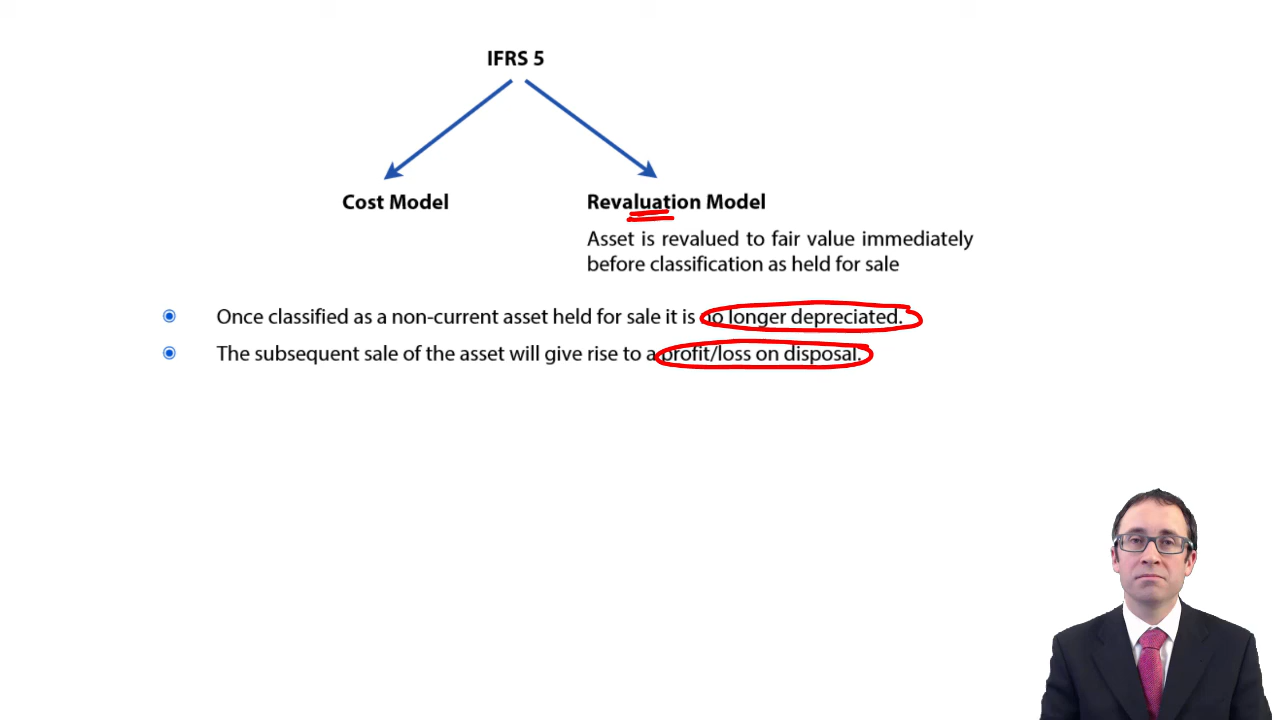 IFRS 5
Cost Model
Revaluation Model
Asset is revalued to fair value immediately
before classification as held for sale
Once classified as a non-current asset held for sale it is no longer depreciated.
The subsequent sale of the asset will give rise to a profit/loss on disposal.